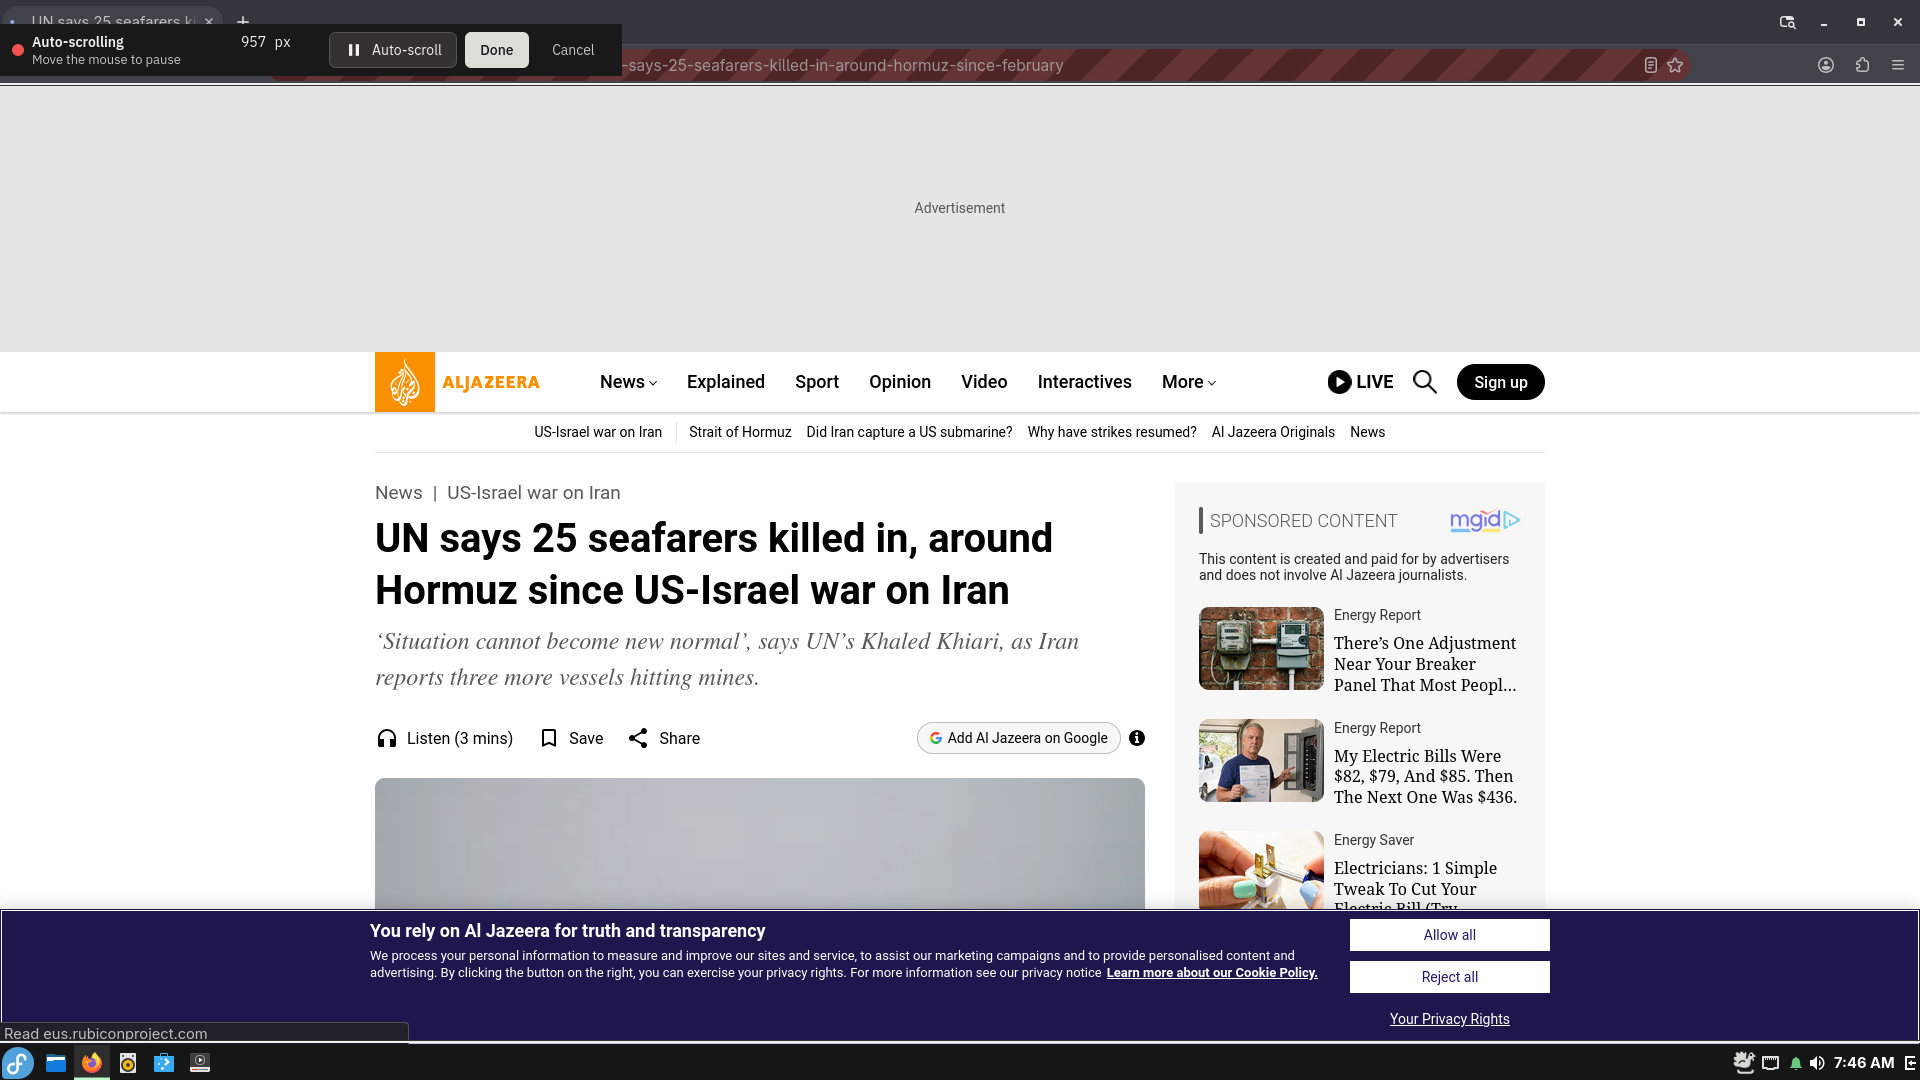 UN says 25 seafarers ki
Auto-scrolling
Move the mouse to pause
957 px
Auto-scroll
Done
Cancel
-says-25-seafarers-killed-in-around-hormuz-since-february
Advertisement
ALJAZEERA
News
Explained
Sport
Opinion
Video
Interactives
More
LIVE
Sign up
US-Israel war on Iran
Strait of Hormuz
Did Iran capture a US submarine?
Why have strikes resumed?
Al Jazeera Originals
News
News | US-Israel war on Iran
UN says 25 seafarers killed in, around
Hormuz since US-Israel war on Iran
‘Situation cannot become new normal’, says UN’s Khaled Khiari, as Iran
reports three more vessels hitting mines.
Listen (3 mins)
Save
Share
Add Al Jazeera on Google
SPONSORED CONTENT
mgid
This content is created and paid for by advertisers
and does not involve Al Jazeera journalists.
Energy Report
There’s One Adjustment
Near Your Breaker
Panel That Most Peopl...
Energy Report
My Electric Bills Were
$82, $79, And $85. Then
The Next One Was $436.
Energy Saver
Electricians: 1 Simple
Tweak To Cut Your
Electric Bill (Try
You rely on Al Jazeera for truth and transparency
We process your personal information to measure and improve our sites and service, to assist our marketing campaigns and to provide personalised content and
advertising. By clicking the button on the right, you can exercise your privacy rights. For more information see our privacy notice Learn more about our Cookie Policy.
Allow all
Reject all
Your Privacy Rights
Read eus.rubiconproject.com
7:46 AM